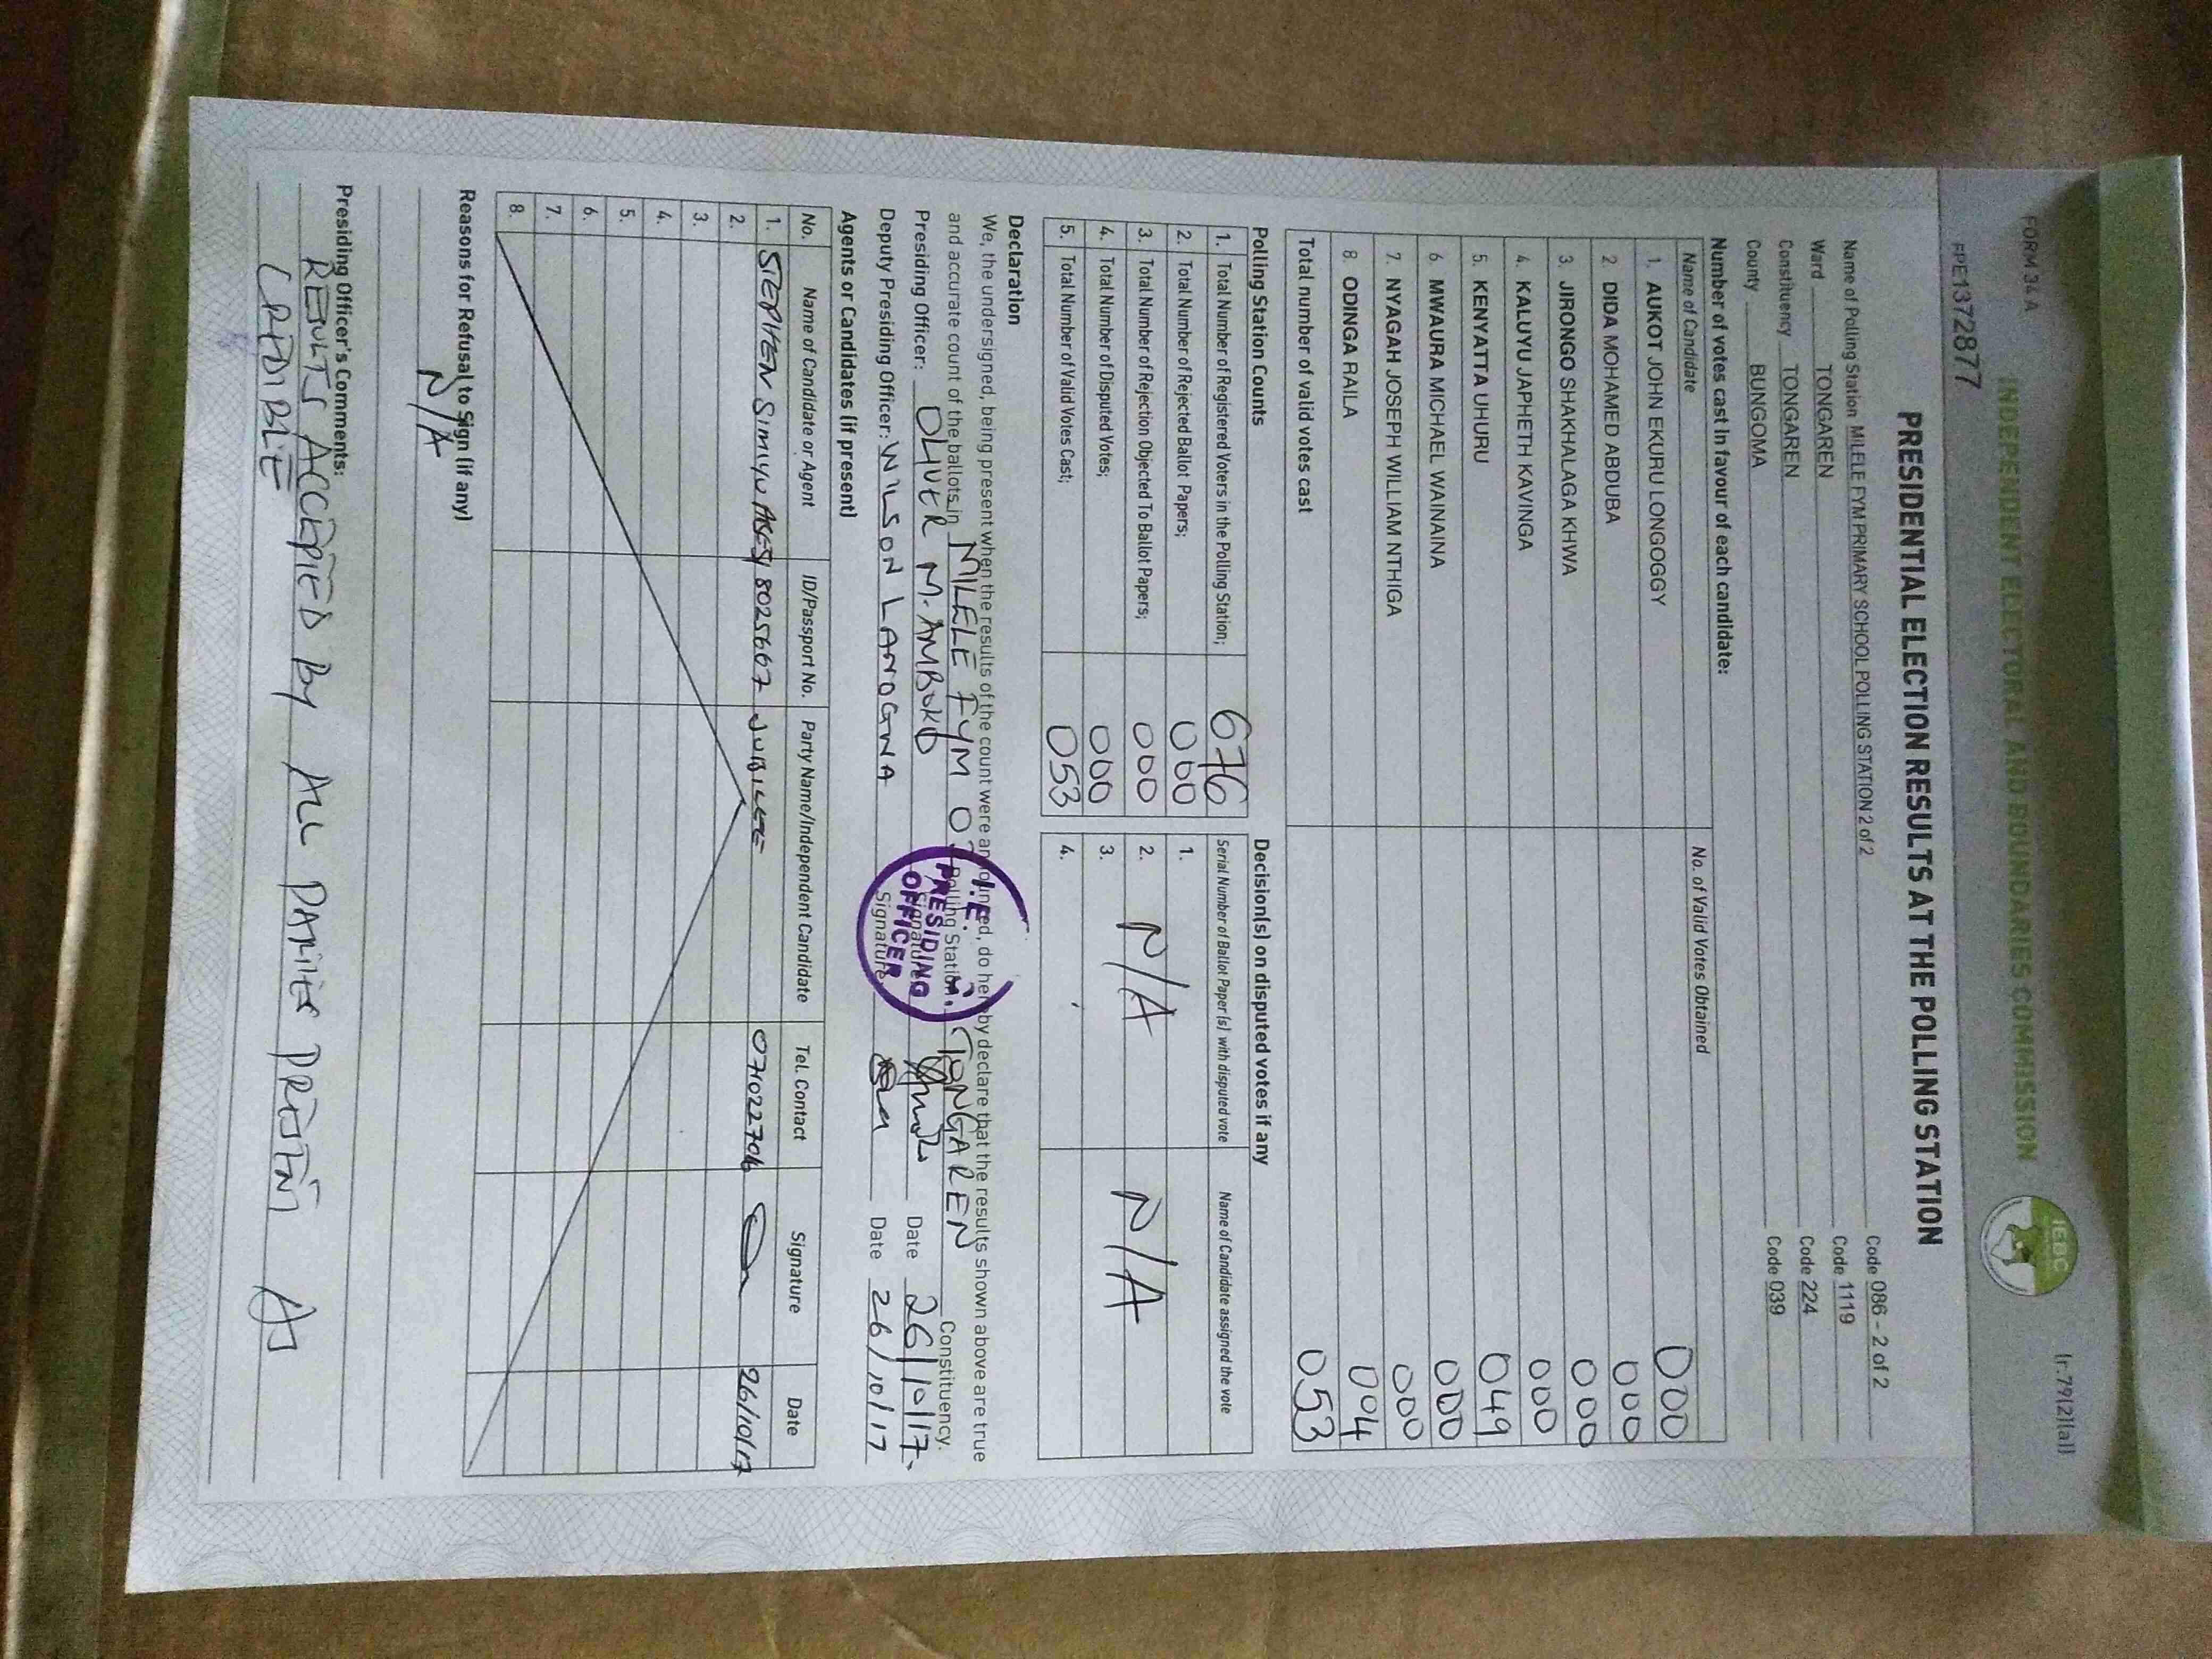 FORM 34 A
(r.79(2)(a))
INDEPENDENT ELECTORAL AND BOUNDARIES COMMISSION
IEBC
FPE1372877
PRESIDENTIAL ELECTION RESULTS AT THE POLLING STATION
Name of Polling Station MILELE FYM PRIMARY SCHOOL POLLING STATION 2 of 2 Code 086 - 2 of 2
Ward TONGAREN Code 1119
Constituency TONGAREN Code 224
County BUNGOMA Code 039
Number of votes cast in favour of each candidate:
Name of Candidate No. of Valid Votes Obtained
1. AUKOT JOHN EKURU LONGOGGY 000
2. DIDA MOHAMED ABDUBA 000
3. JIRONGO SHAKHALAGA KHWA 000
4. KALUYU JAPHETH KAVINGA 000
5. KENYATTA UHURU 049
6. MWAURA MICHAEL WAINAINA 000
7. NYAGAH JOSEPH WILLIAM NTHIGA 000
8. ODINGA RAILA 004
Total number of valid votes cast 053
Polling Station Counts
1. Total Number of Registered Voters in the Polling Station; 676
2. Total Number of Rejected Ballot Papers; 000
3. Total Number of Rejection Objected To Ballot Papers; 000
4. Total Number of Disputed Votes; 000
5. Total Number of Valid Votes Cast; 053
Decision(s) on disputed votes if any
Serial Number of Ballot Paper(s) with disputed vote Name of Candidate assigned the vote
1.
2. N/A N/A
3.
4.
Declaration
We, the undersigned, being present when the results of the count were announced, do hereby declare that the results shown above are true
and accurate count of the ballots in MILELE FYM Polling Station, TONGAREN Constituency.
Presiding Officer: OLIVER M. AMBOKO Signature Date 26/10/17.
Deputy Presiding Officer: WILSON Signature Date 26/10/17
PRESIDING
OFFICER
Agents or Candidates (if present)
No. Name of Candidate or Agent ID/Passport No. Party Name/Independent Candidate Tel. Contact Signature Date
1. STEPHEN SIMIYU 8025667 JUBILEE 071022706 26/10/17
2.
3.
4.
5.
6.
7.
8.
Reasons for Refusal to Sign (if any)
N/A
Presiding Officer's Comments:
RESULTS ACCEPTED BY ALL PARTIES PRESENT AS
CREDIBLE